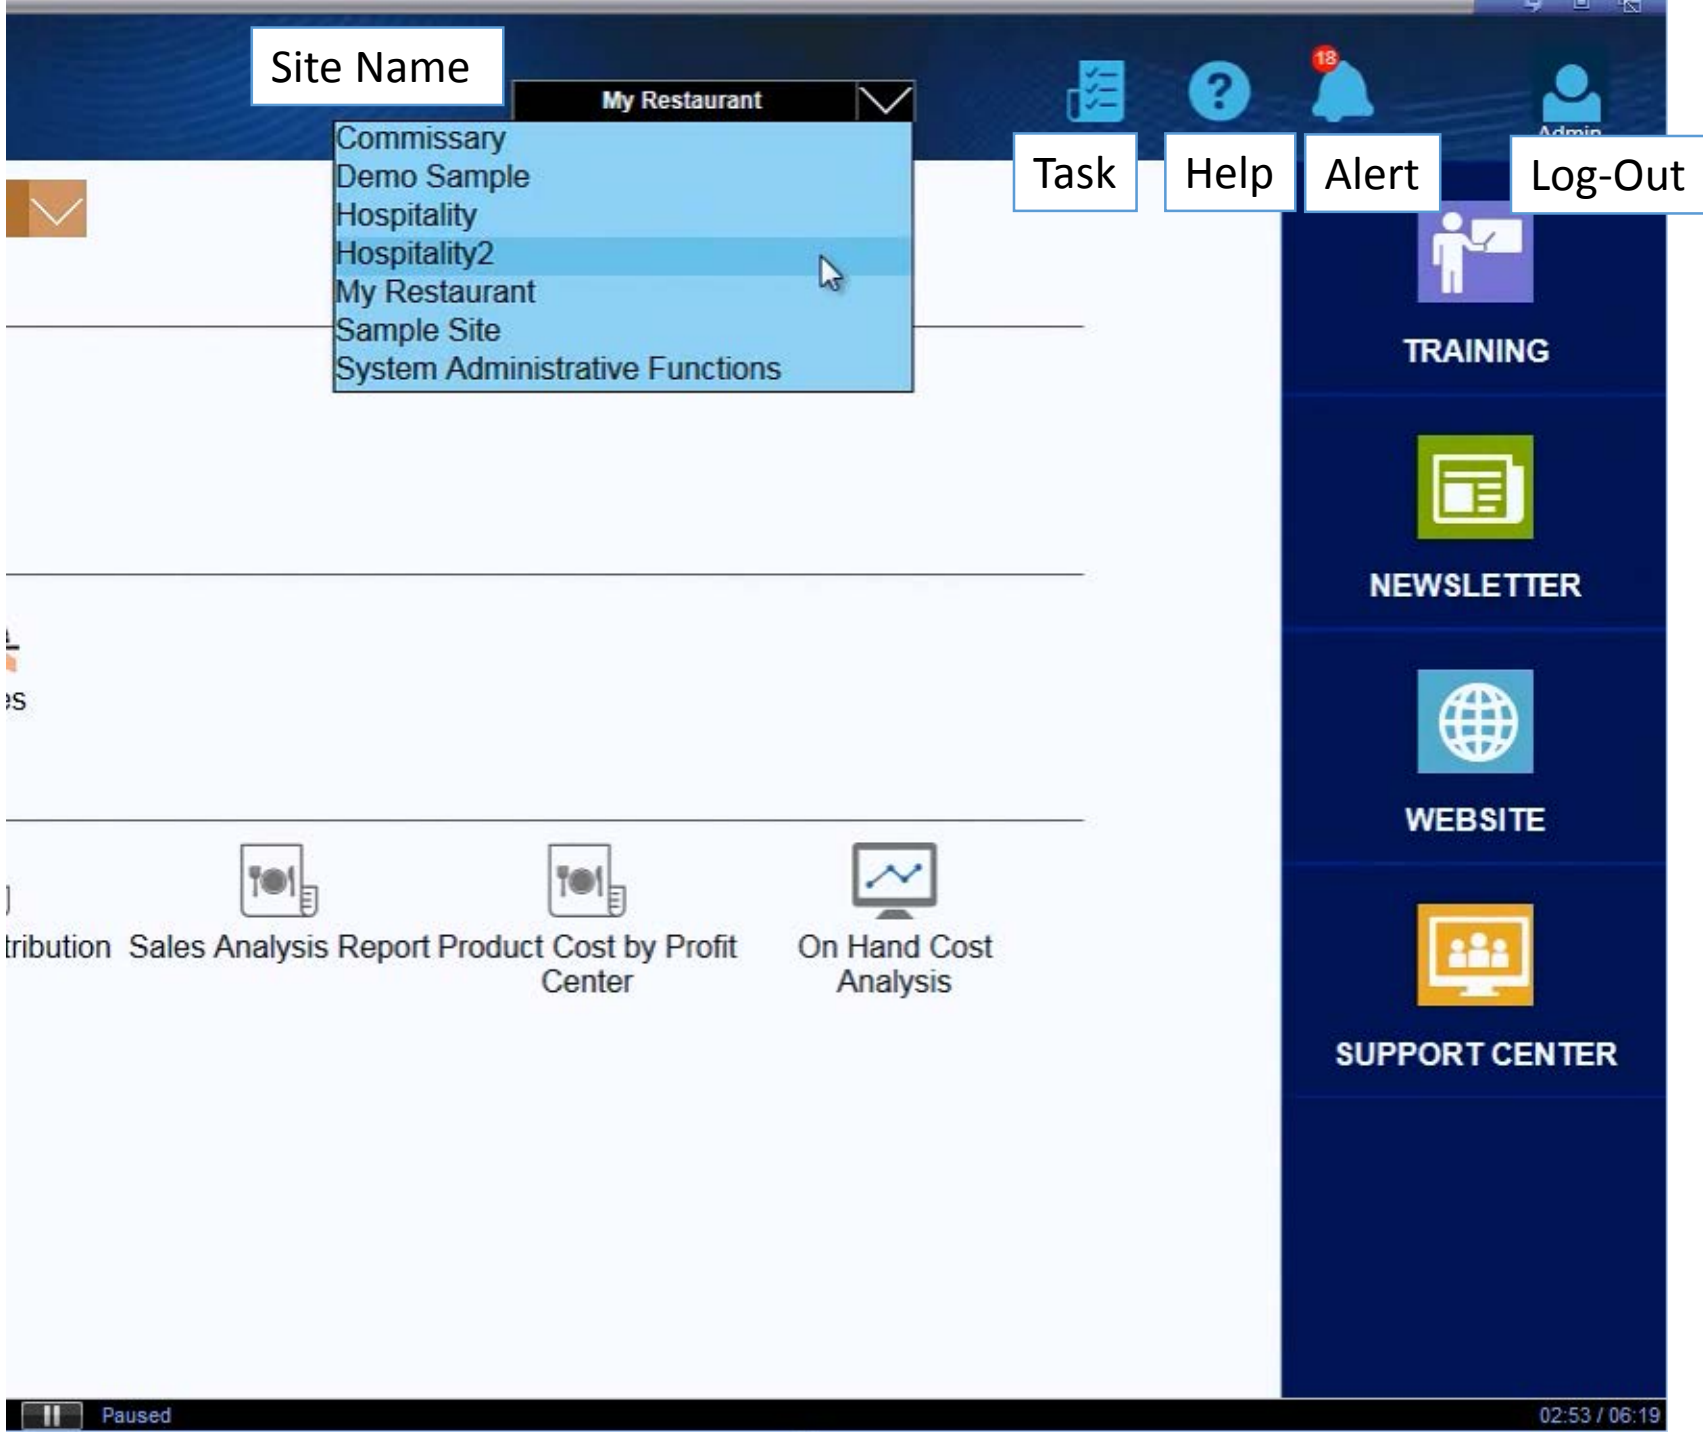 Site Name
My Restaurant
18
Admin
Task
Help
Alert
Log-Out
Commissary
Demo Sample
Hospitality
Hospitality2
My Restaurant
Sample Site
System Administrative Functions
TRAINING
NEWSLETTER
WEBSITE
SUPPORT CENTER
es
tribution
Sales Analysis Report
Product Cost by Profit
Center
On Hand Cost
Analysis
Paused
02:53 / 06:19